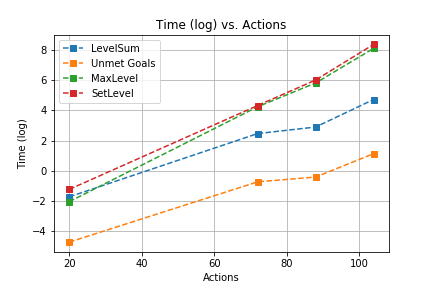 Time (log) vs. Actions
LevelSum
Unmet Goals
MaxLevel
SetLevel
8
6
4
2
0
−2
−4
Time (log)
20
40
60
80
100
Actions